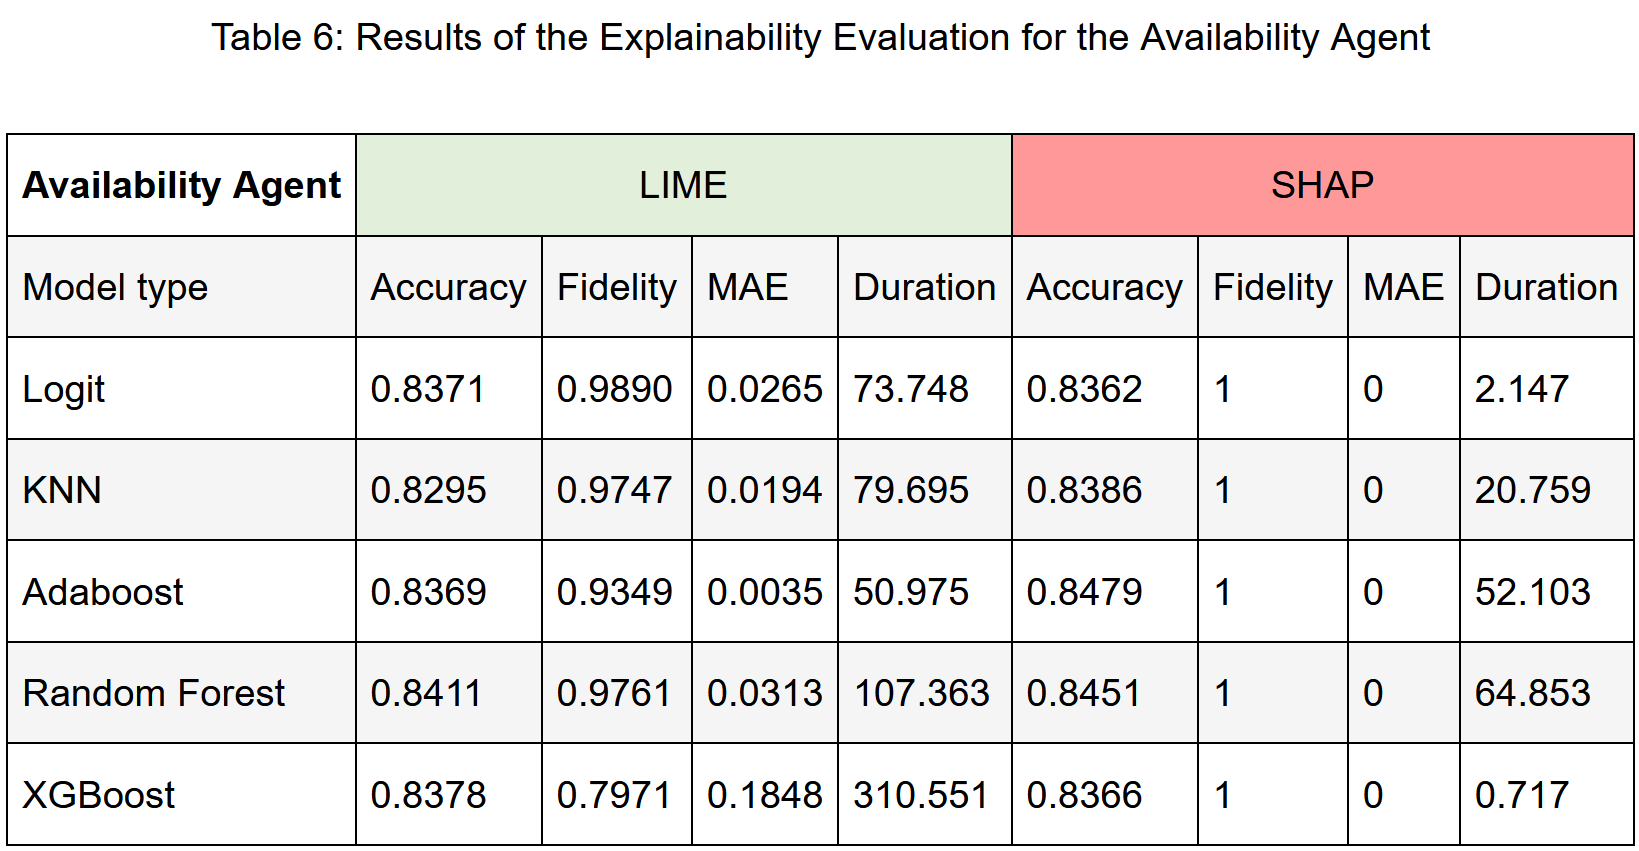 Table 6: Results of the Explainability Evaluation for the Availability Agent
Availability Agent LIME SHAP
Model type Accuracy Fidelity MAE Duration Accuracy Fidelity MAE Duration
Logit 0.8371 0.9890 0.0265 73.748 0.8362 1 0 2.147
KNN 0.8295 0.9747 0.0194 79.695 0.8386 1 0 20.759
Adaboost 0.8369 0.9349 0.0035 50.975 0.8479 1 0 52.103
Random Forest 0.8411 0.9761 0.0313 107.363 0.8451 1 0 64.853
XGBoost 0.8378 0.7971 0.1848 310.551 0.8366 1 0 0.717